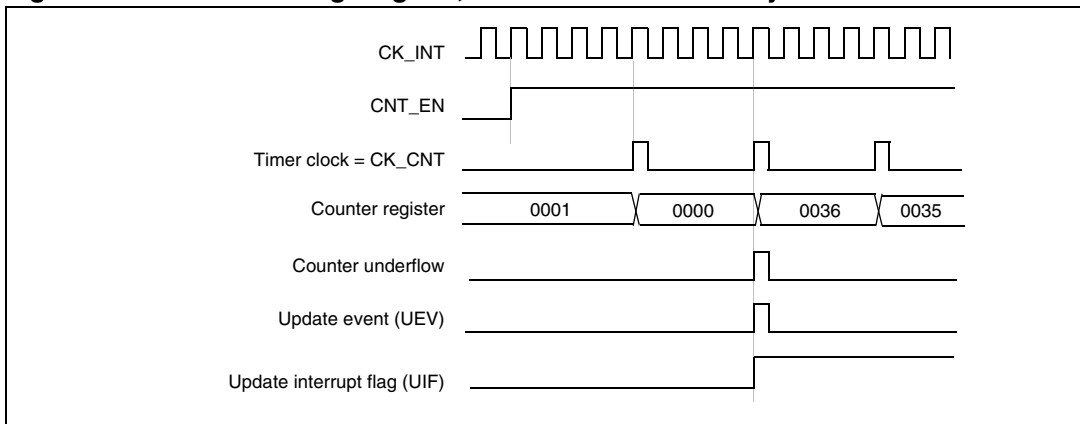 CK_INT
CNT_EN
Timer clock = CK_CNT
Counter register
0001 0000 0036 0035
Counter underflow
Update event (UEV)
Update interrupt flag (UIF)